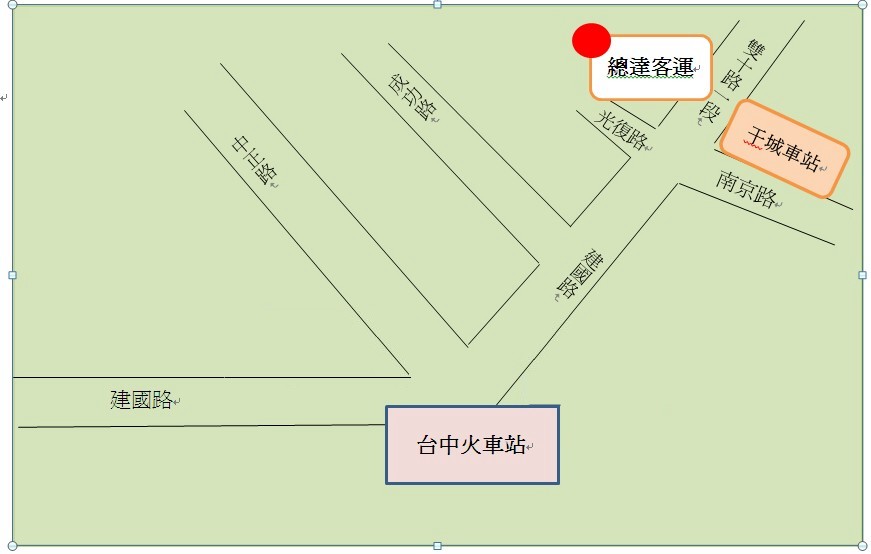 總達客運
雙十路一段
成功路
光復路
干城車站
中正路
南京路
建國路
建國路
台中火車站